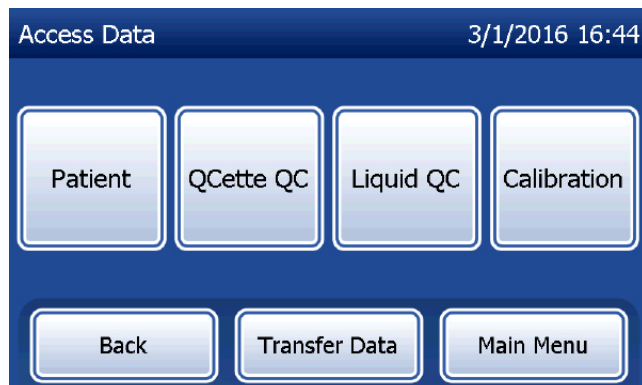 Access Data 3/1/2016 16:44
Patient QCette QC Liquid QC Calibration
Back Transfer Data Main Menu